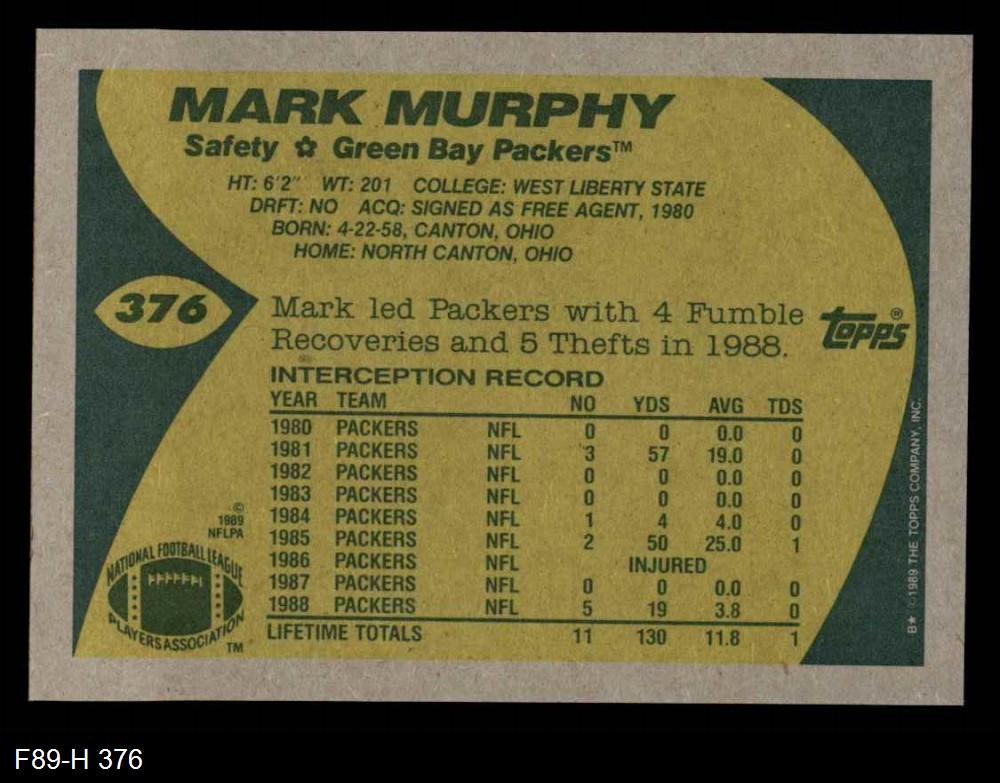 MARK MURPHY
Safety ✿ Green Bay Packers™
HT: 6'2" WT: 201 COLLEGE: WEST LIBERTY STATE
DRFT: NO ACQ: SIGNED AS FREE AGENT, 1980
BORN: 4-22-58, CANTON, OHIO
HOME: NORTH CANTON, OHIO
376
Mark led Packers with 4 Fumble
Recoveries and 5 Thefts in 1988.
topps®
INTERCEPTION RECORD
YEAR TEAM NO YDS AVG TDS
1980 PACKERS NFL 0 0 0.0 0
1981 PACKERS NFL 3 57 19.0 0
1982 PACKERS NFL 0 0 0.0 0
1983 PACKERS NFL 0 0 0.0 0
1984 PACKERS NFL 1 4 4.0 0
1985 PACKERS NFL 2 50 25.0 1
1986 PACKERS NFL INJURED
1987 PACKERS NFL 0 0 0.0 0
1988 PACKERS NFL 5 19 3.8 0
LIFETIME TOTALS 11 130 11.8 1
©
1989
NFLPA
NATIONAL FOOTBALL LEAGUE
PLAYERS ASSOCIATION
TM
B* ©1989 THE TOPPS COMPANY, INC.
F89-H 376